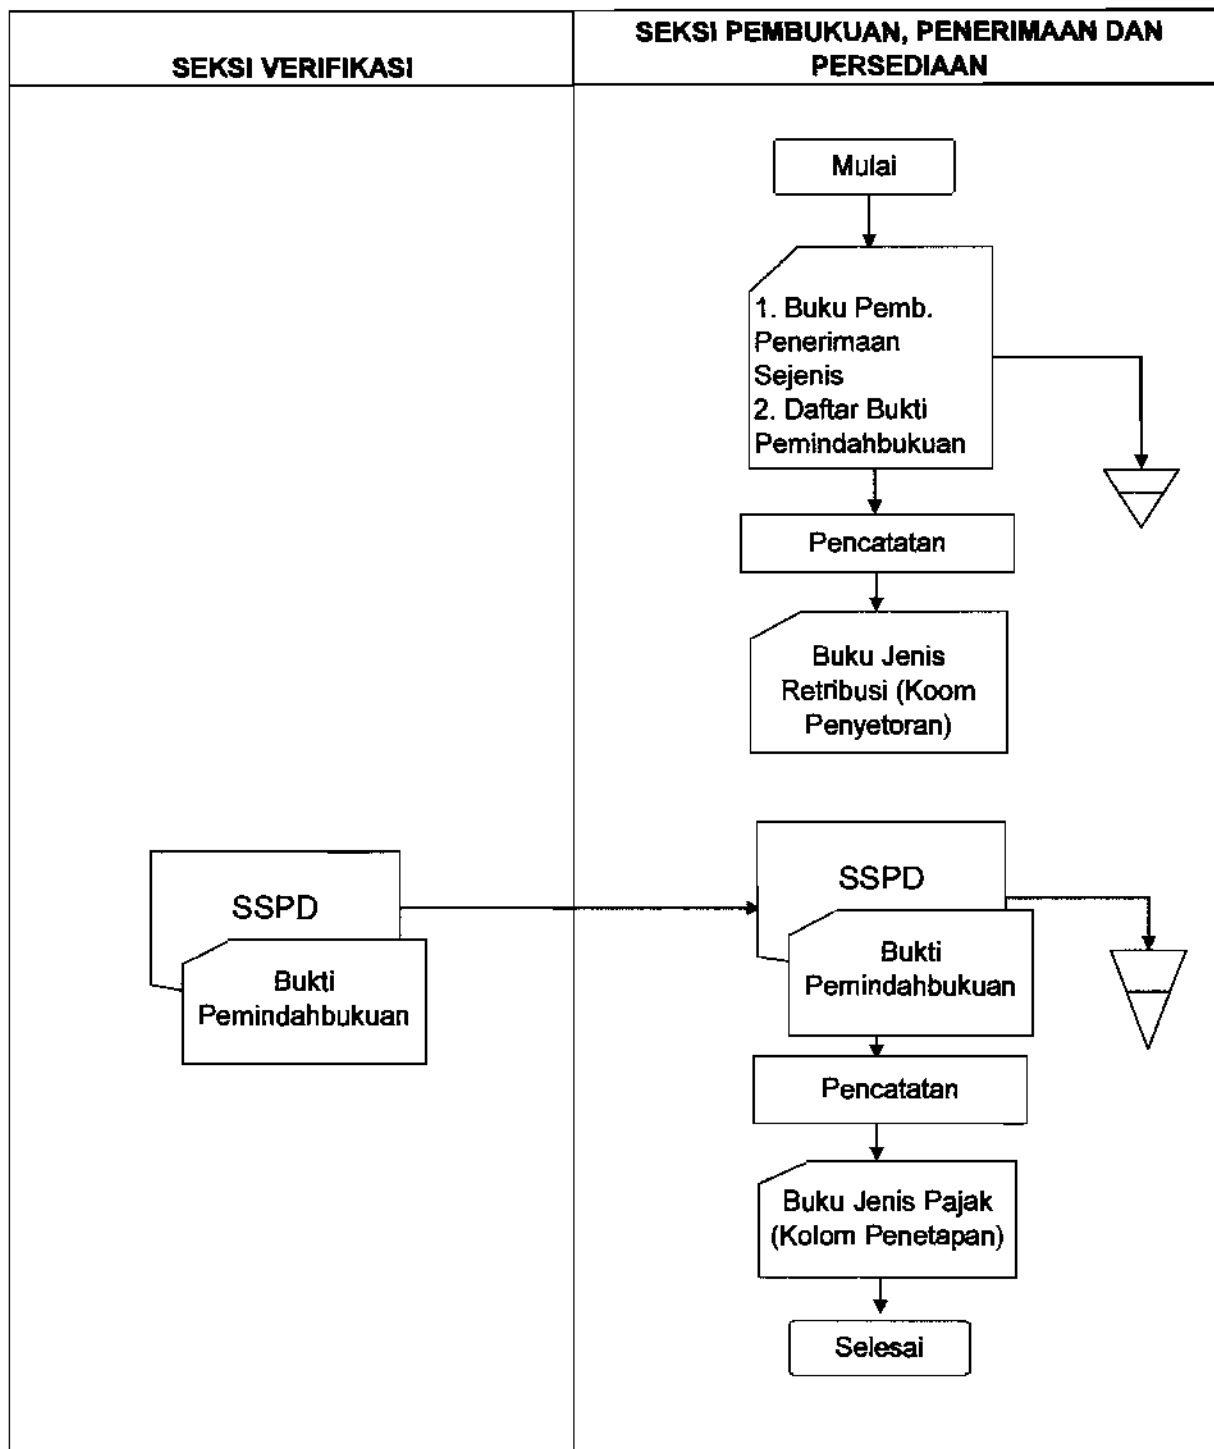 SEKSI VERIFIKASI
SEKSI PEMBUKUAN, PENERIMAAN DAN
PERSEDIAAN
Mulai
1. Buku Pemb.
Penerimaan
Sejenis
2. Daftar Bukti
Pemindahbukuan
Pencatatan
Buku Jenis
Retribusi (Koom
Penyetoran)
SSPD
Bukti
Pemindahbukuan
SSPD
Bukti
Pemindahbukuan
Pencatatan
Buku Jenis Pajak
(Kolom Penetapan)
Selesai